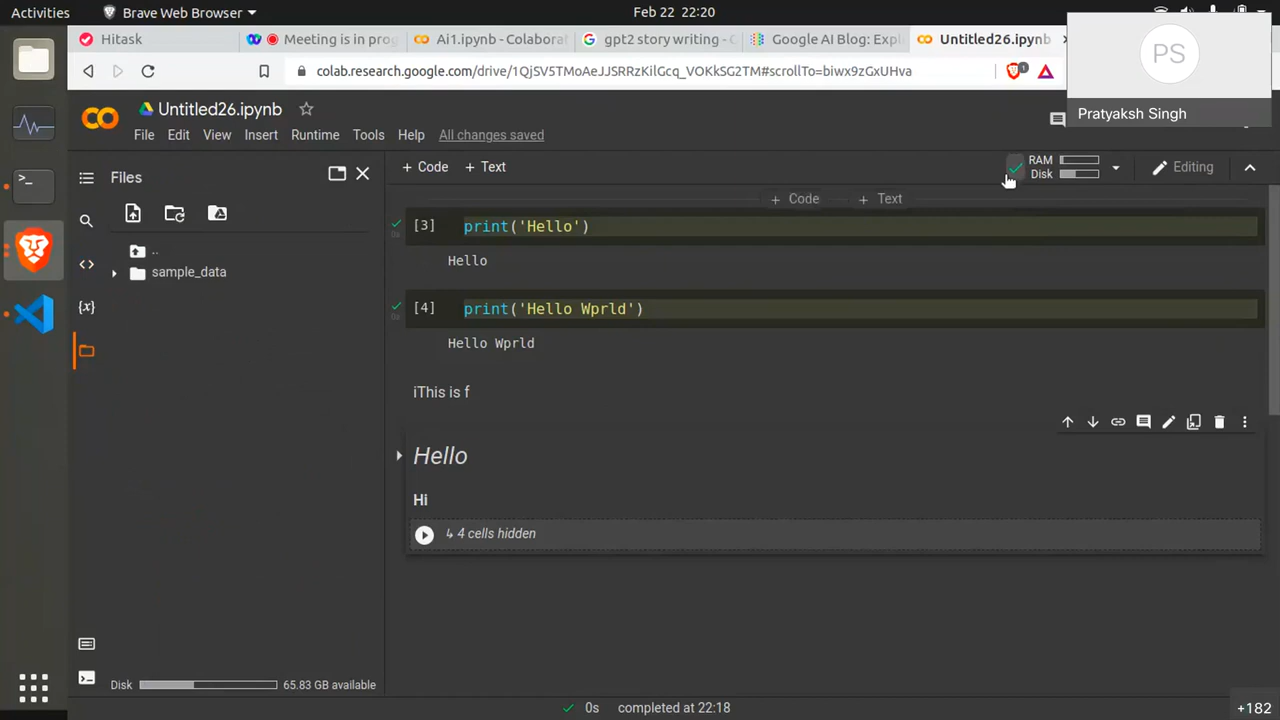 Activities
Brave Web Browser
Feb 22 22:20
Hitask
Meeting is in prog
Ai1.ipynb - Colabora
gpt2 story writing - G
Google AI Blog: Expl
Untitled26.ipynb
colab.research.google.com/drive/1QjSV5TMoAeJJSRRzKilGcq_VOKkSG2TM#scrollTo=biwx9zGxUHva
1
PS
Pratyaksh Singh
Untitled26.ipynb
File Edit View Insert Runtime Tools Help All changes saved
Files
+ Code + Text
RAM
Disk
Editing
+ Code + Text
..
sample_data
[3] print('Hello')
0s
Hello
[4] print('Hello Wprld')
0s
Hello Wprld
iThis is f
Hello
Hi
↳ 4 cells hidden
{x}
Disk 65.83 GB available
0s completed at 22:18
+182